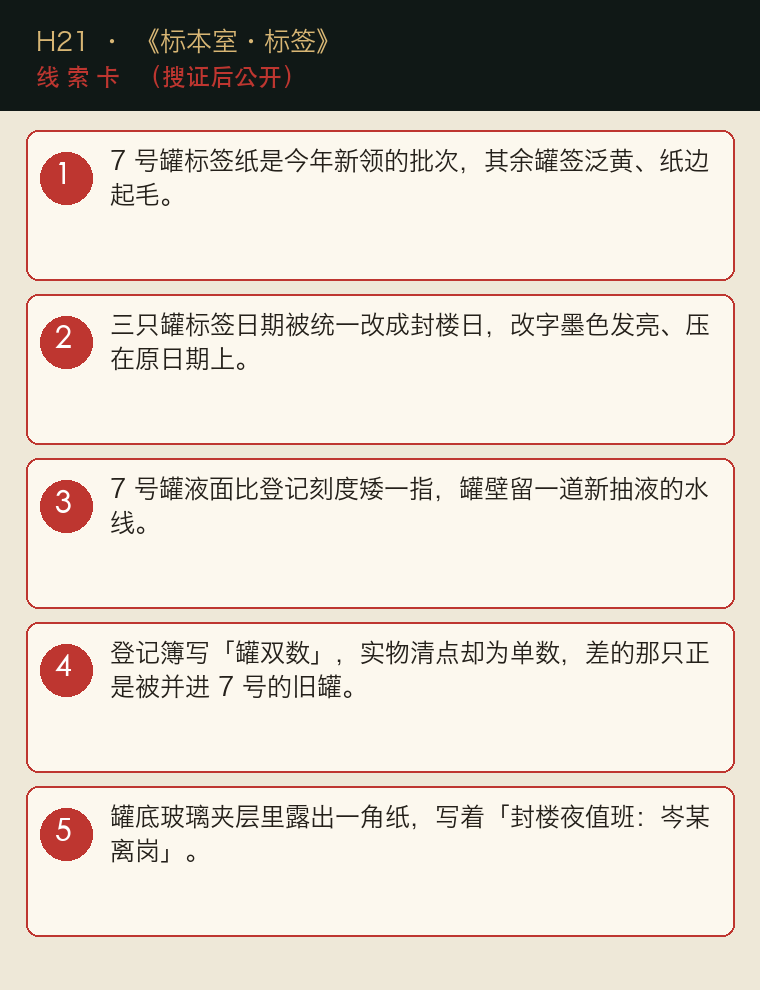 H21 · 《标本室·标签》
线 索 卡 （搜证后公开）
1
7 号罐标签纸是今年新领的批次，其余罐签泛黄、纸边
起毛。
2
三只罐标签日期被统一改成封楼日，改字墨色发亮、压
在原日期上。
3
7 号罐液面比登记刻度矮一指，罐壁留一道新抽液的水
线。
4
登记簿写「罐双数」，实物清点却为单数，差的那只正
是被并进 7 号的旧罐。
5
罐底玻璃夹层里露出一角纸，写着「封楼夜值班：岑某
离岗」。